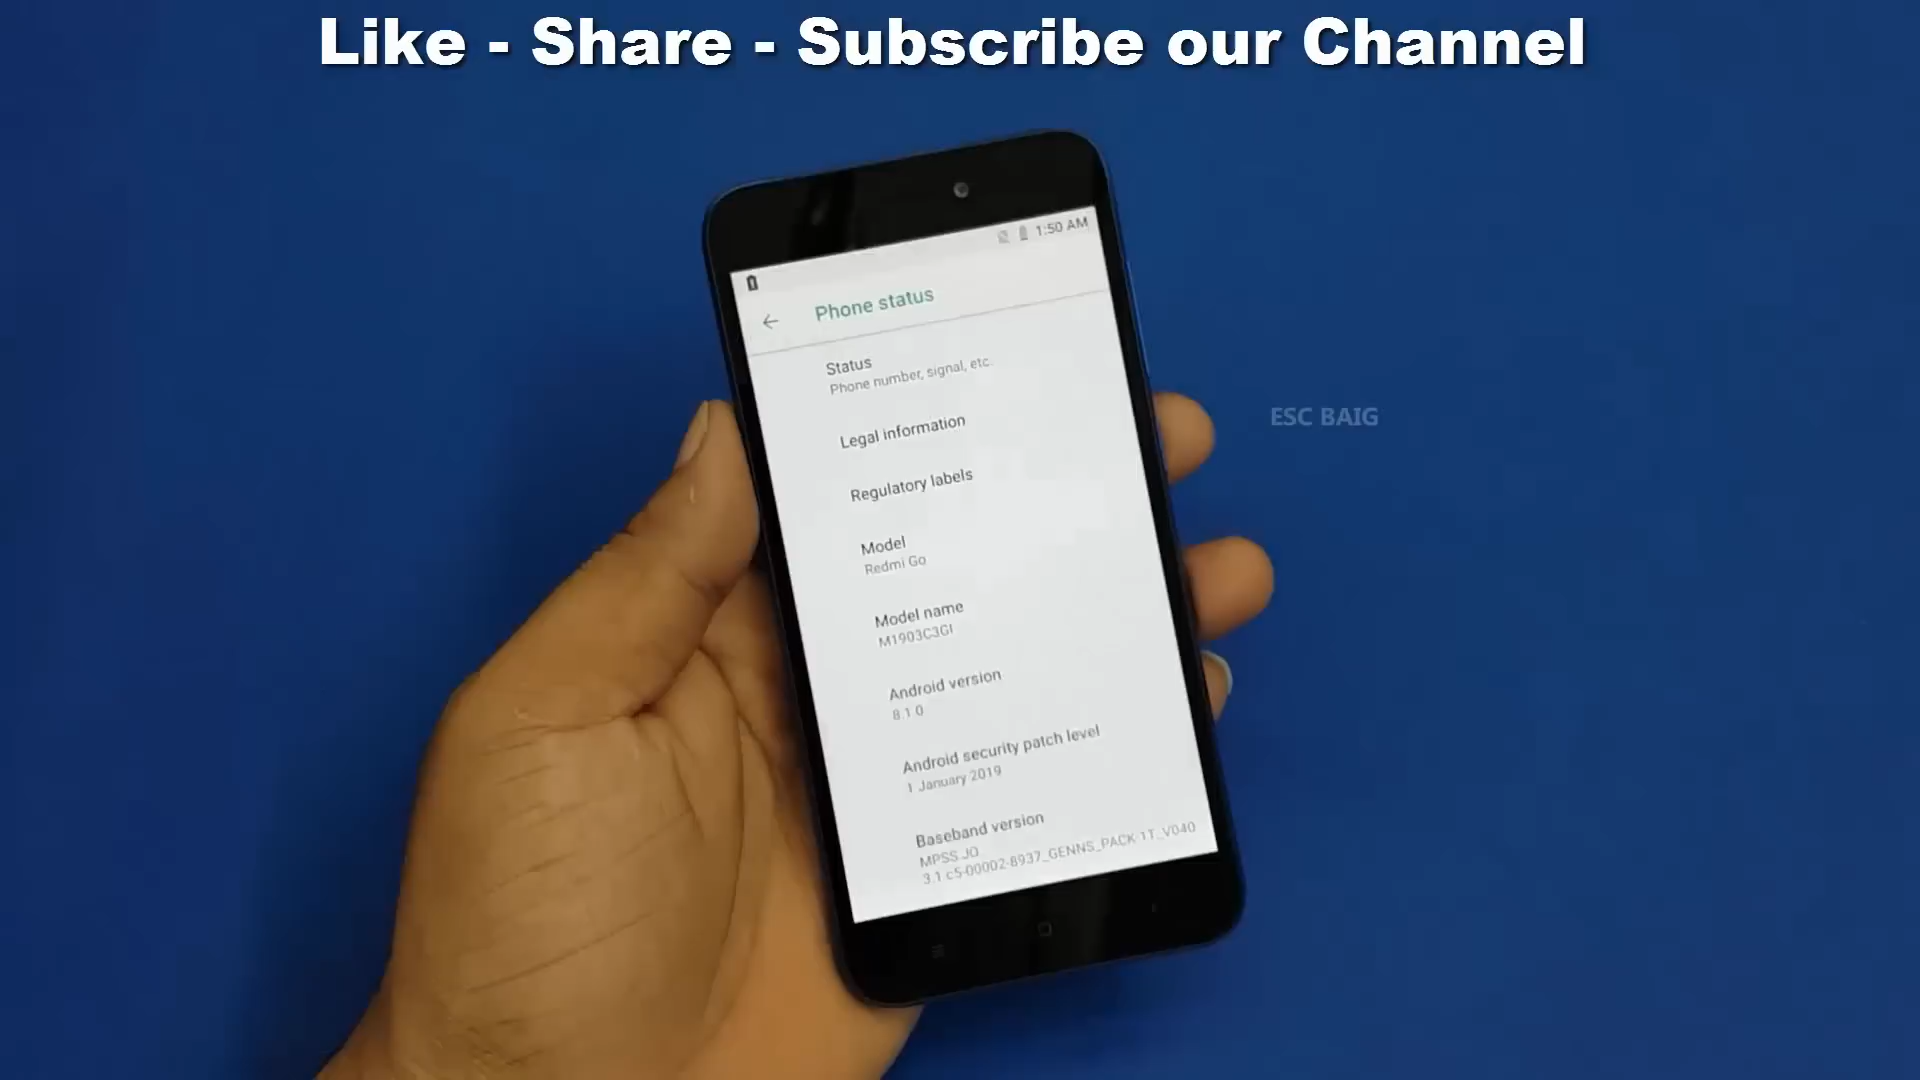 Like - Share - Subscribe our Channel
1:50 AM
Phone status
Status
Phone number, signal, etc.
ESC BAIG
Legal information
Regulatory labels
Model
Redmi Go
Model name
M1903C3GI
Android version
8.1.0
Android security patch level
1 January 2019
Baseband version
MPSS.JO
3.1.c5-00002-8937_GENNS_PACK-1T_V040